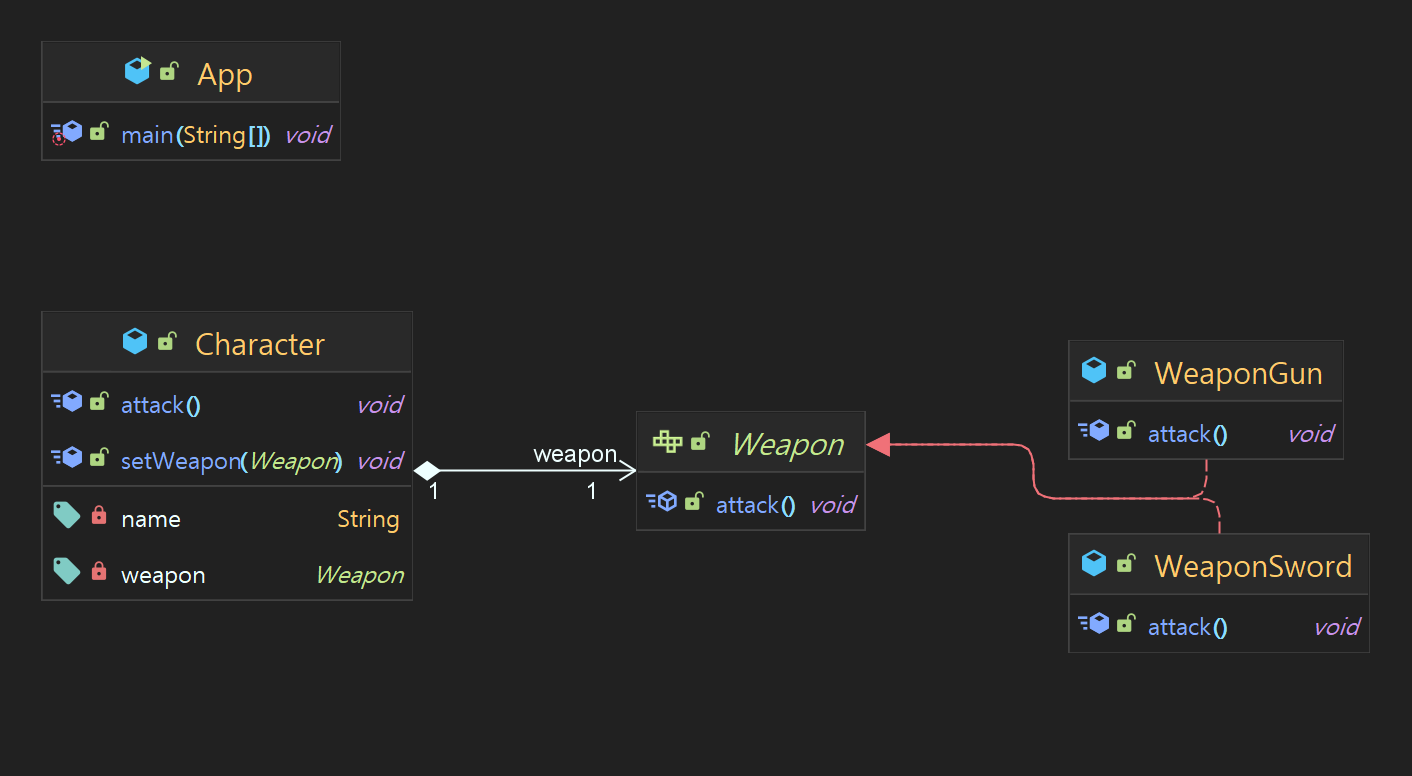 App
main(String[]) void
Character
attack() void
setWeapon(Weapon) void
name String
weapon Weapon
weapon
1 1
Weapon
attack() void
WeaponGun
attack() void
WeaponSword
attack() void